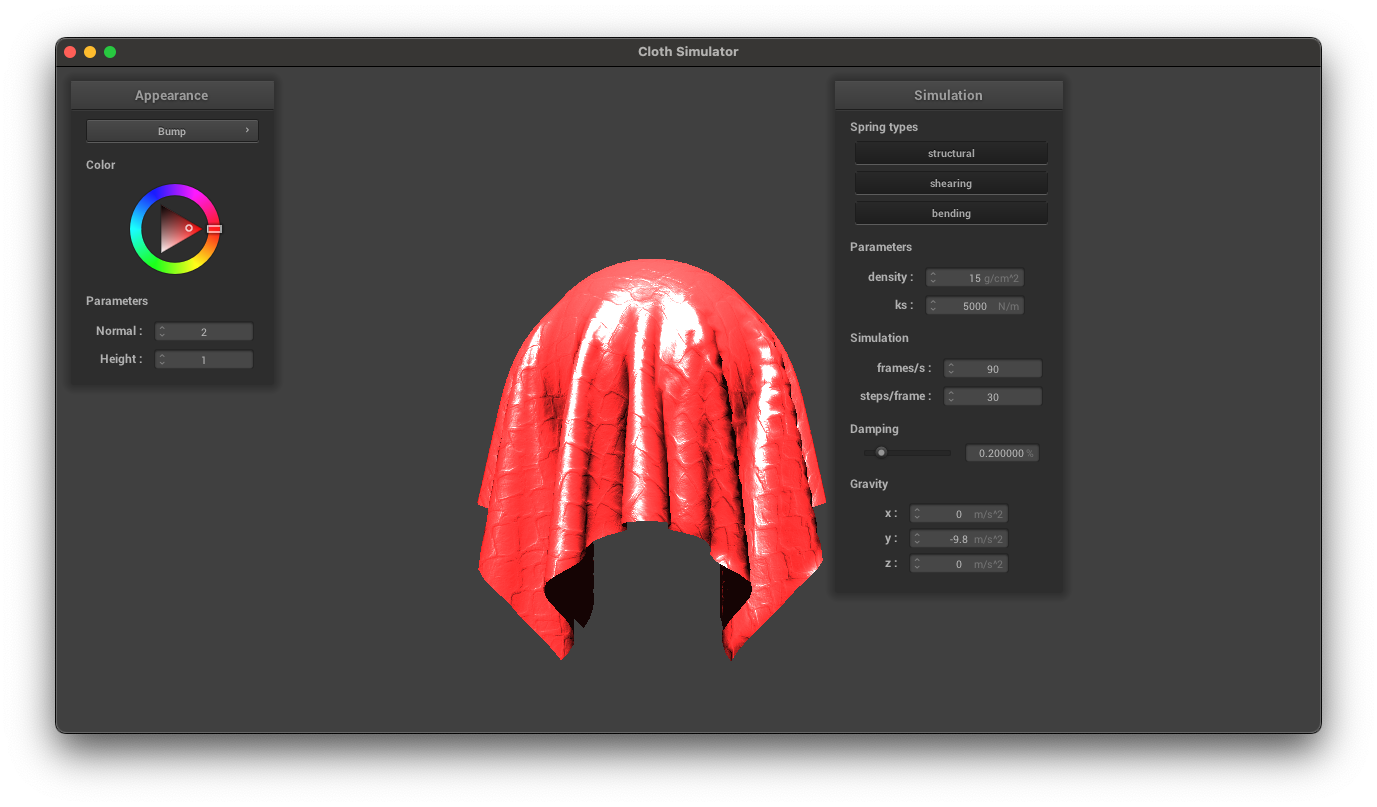 Cloth Simulator
Appearance
Bump
Color
Parameters
Normal : 2
Height : 1
Simulation
Spring types
structural
shearing
bending
Parameters
density : 15 g/cm^2
ks : 5000 N/m
Simulation
frames/s : 90
steps/frame : 30
Damping
0.200000 %
Gravity
x : 0 m/s^2
y : -9.8 m/s^2
z : 0 m/s^2